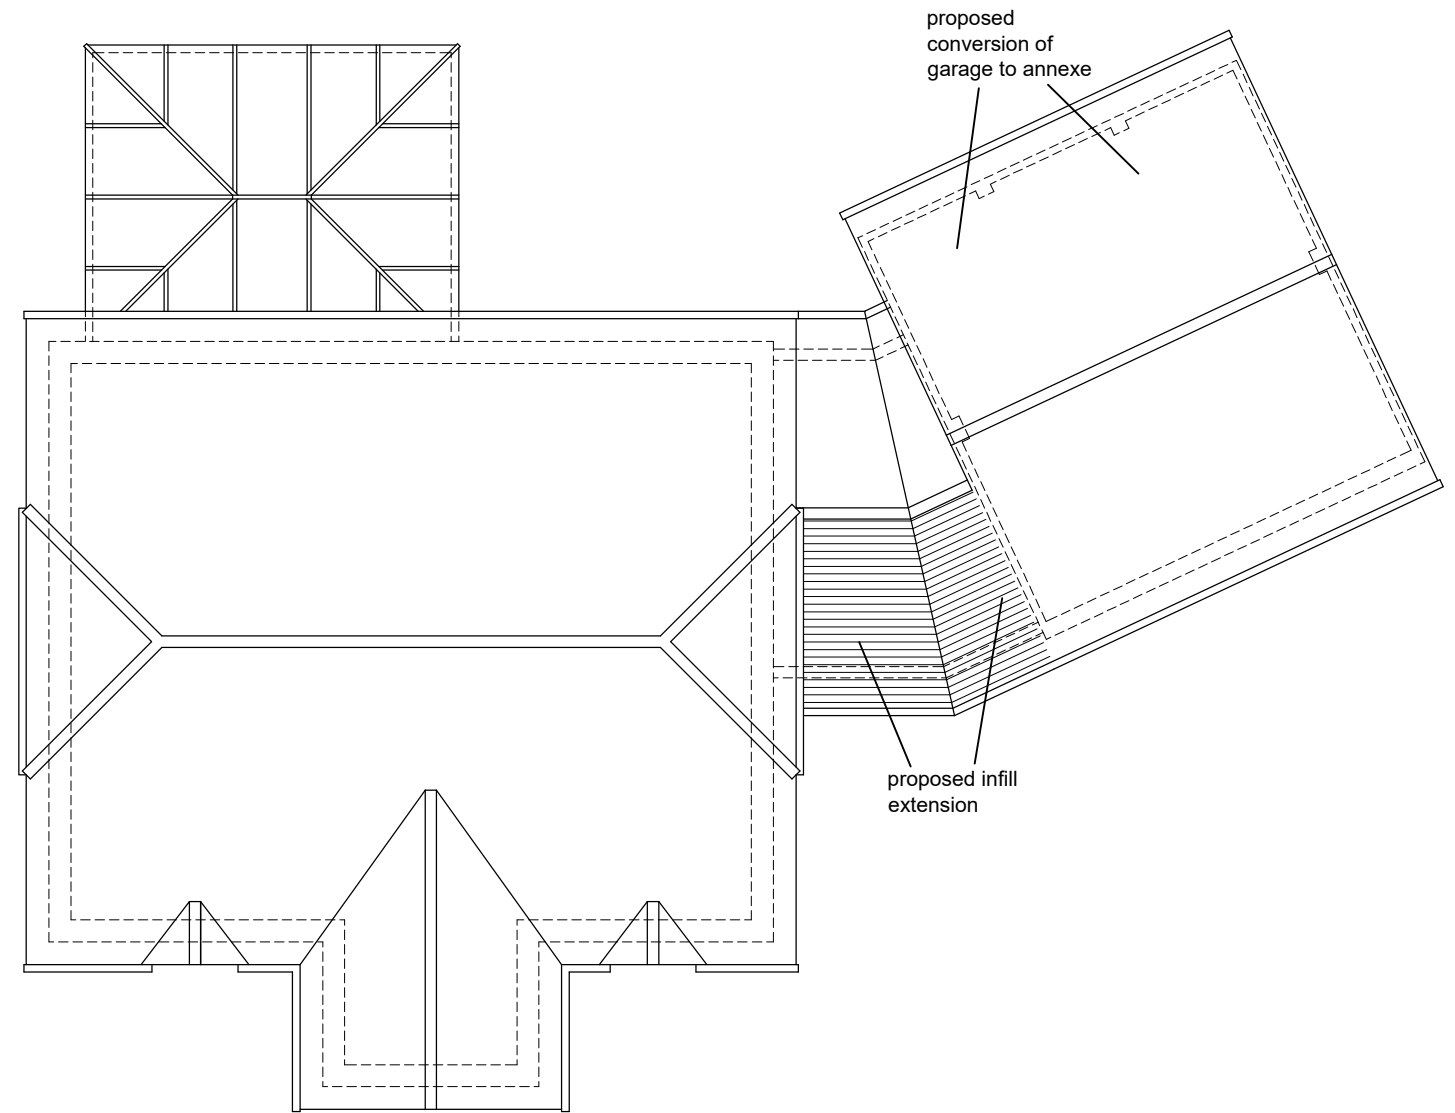 proposed
conversion of
garage to annexe
proposed infill
extension